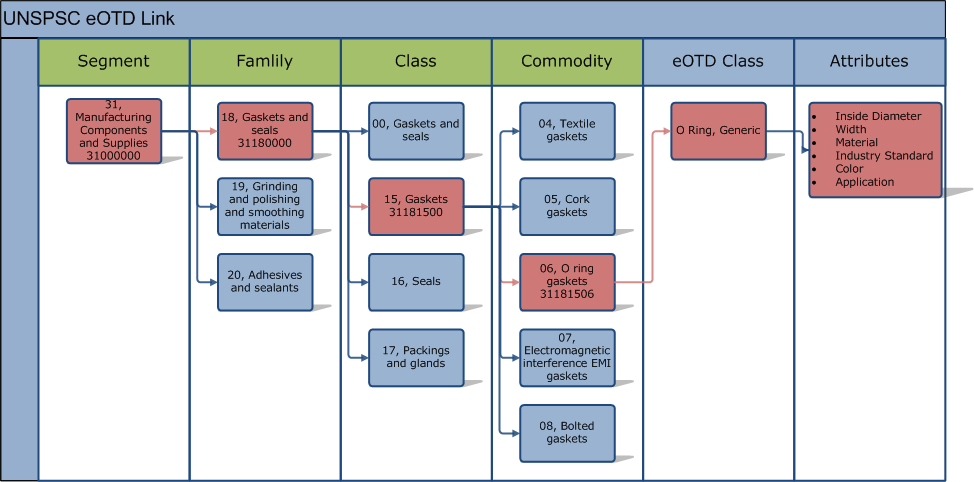 UNSPSC eOTD Link
Segment
Famlily
Class
Commodity
eOTD Class
Attributes
31,
Manufacturing
Components
and Supplies
31000000
18, Gaskets and
seals
31180000
19, Grinding
and polishing
and smoothing
materials
20, Adhesives
and sealants
00, Gaskets and
seals
15, Gaskets
31181500
16, Seals
17, Packings
and glands
04, Textile
gaskets
05, Cork
gaskets
06, O ring
gaskets
31181506
07,
Electromagnetic
interference EMI
gaskets
08, Bolted
gaskets
O Ring, Generic
• Inside Diameter
• Width
• Material
• Industry Standard
• Color
• Application